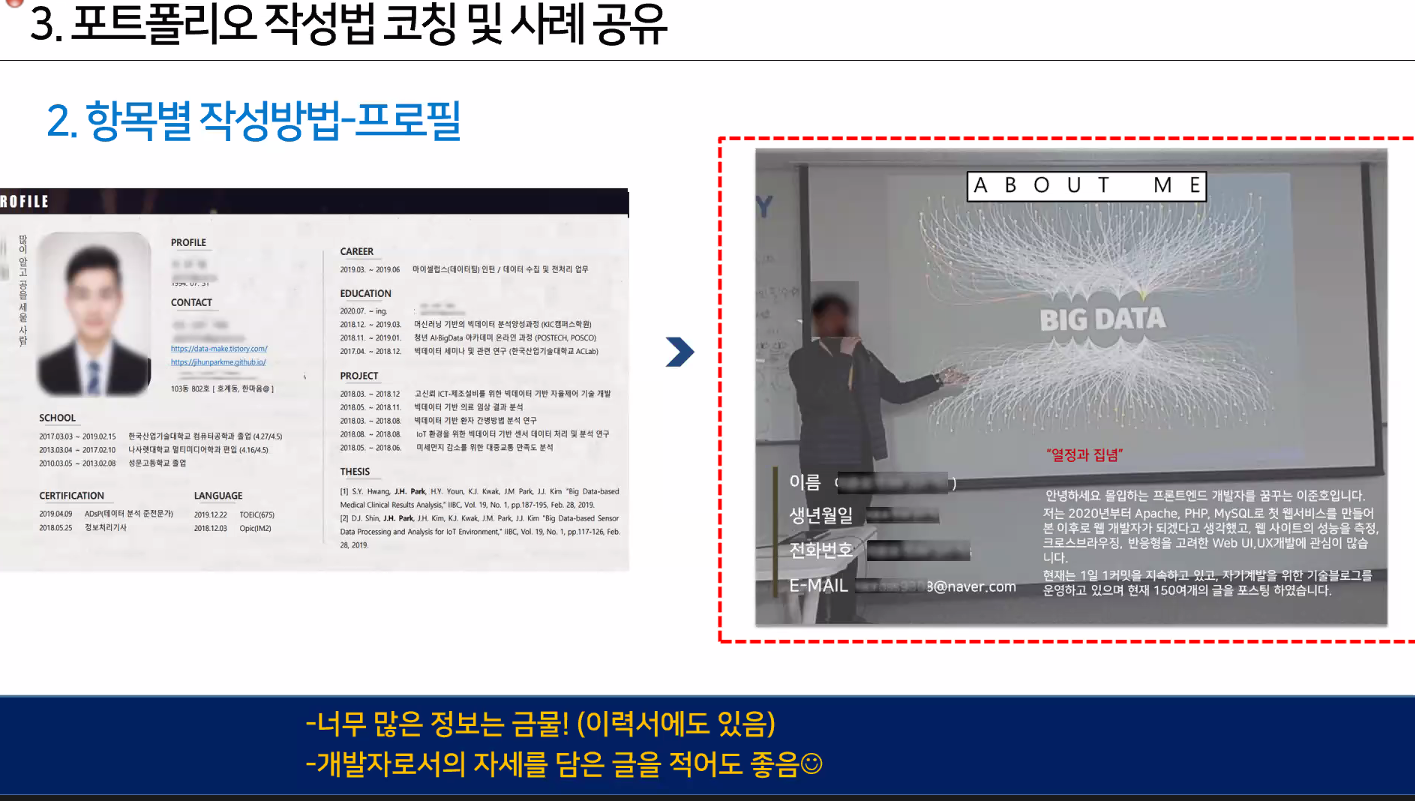 3. 포트폴리오 작성법 코칭 및 사례 공유
2. 항목별 작성방법-프로필
ROFILE
많이 알고 공을 세울 사람
PROFILE
1994. 07. 31
CONTACT
https://data-make.tistory.com/
https://jihunparkme.github.io/
103동 802호 [ 호계동, 한마음@ ]
SCHOOL
2017.03.03 ~ 2019.02.15 한국산업기술대학교 컴퓨터공학과 졸업 (4.27/4.5)
2013.03.04 ~ 2017.02.10 나사렛대학교 멀티미디어학과 편입 (4.16/4.5)
2010.03.05 ~ 2013.02.08 성문고등학교 졸업
CERTIFICATION
2019.04.09 ADsP(데이터 분석 준전문가)
2018.05.25 정보처리기사
LANGUAGE
2019.12.22 TOEIC(675)
2018.12.03 Opic(IM2)
CAREER
2019.03. ~ 2019.06 마이셀럽스(데이터팀) 인턴 / 데이터 수집 및 전처리 업무
EDUCATION
2020.07. ~ ing. :
2018.12. ~ 2019.03. 머신러닝 기반의 빅데이터 분석양성과정 (KIC캠퍼스학원)
2018.11. ~ 2019.01. 청년 AI·BigData 아카데미 온라인 과정 (POSTECH, POSCO)
2017.04. ~ 2018.12. 빅데이터 세미나 및 관련 연구 (한국산업기술대학교 ACLab)
PROJECT
2018.03. ~ 2018.12 고신뢰 ICT-제조설비를 위한 빅데이터 기반 자율제어 기술 개발
2018.05. ~ 2018.11. 빅데이터 기반 의료 임상 결과 분석
2018.03. ~ 2018.08. 빅데이터 기반 환자 간병방법 분석 연구
2018.08. ~ 2018.08. IoT 환경을 위한 빅데이터 기반 센서 데이터 처리 및 분석 연구
2018.05. ~ 2018.06. 미세먼지 감소를 위한 대중교통 만족도 분석
THESIS
[1] S.Y. Hwang, J.H. Park, H.Y. Youn, K.J. Kwak, J.M. Park, J.J. Kim "Big Data-based
Medical Clinical Results Analysis," IIBC, Vol. 19, No. 1, pp.187-195, Feb. 28, 2019.
[2] D.J. Shin, J.H. Park, J.H. Kim, K.J. Kwak, J.M. Park, J.J. Kim "Big Data-based Sensor
Data Processing and Analysis for IoT Environment," IIBC, Vol. 19, No. 1, pp.117-126, Feb.
28, 2019.
ABOUT ME
Y
BIG DATA
"열정과 집념"
이름 ( )
생년월일
전화번호
E-MAIL 8@naver.com
안녕하세요 몰입하는 프론트엔드 개발자를 꿈꾸는 이준호입니다.
저는 2020년부터 Apache, PHP, MySQL로 첫 웹서비스를 만들어
본 이후로 웹 개발자가 되겠다고 생각했고, 웹 사이트의 성능을 측정,
크로스브라우징, 반응형을 고려한 Web UI,UX개발에 관심이 많습
니다.
현재는 1일 1커밋을 지속하고 있고, 자기계발을 위한 기술블로그를
운영하고 있으며 현재 150여개의 글을 포스팅 하였습니다.
-너무 많은 정보는 금물! (이력서에도 있음)
-개발자로서의 자세를 담은 글을 적어도 좋음☺